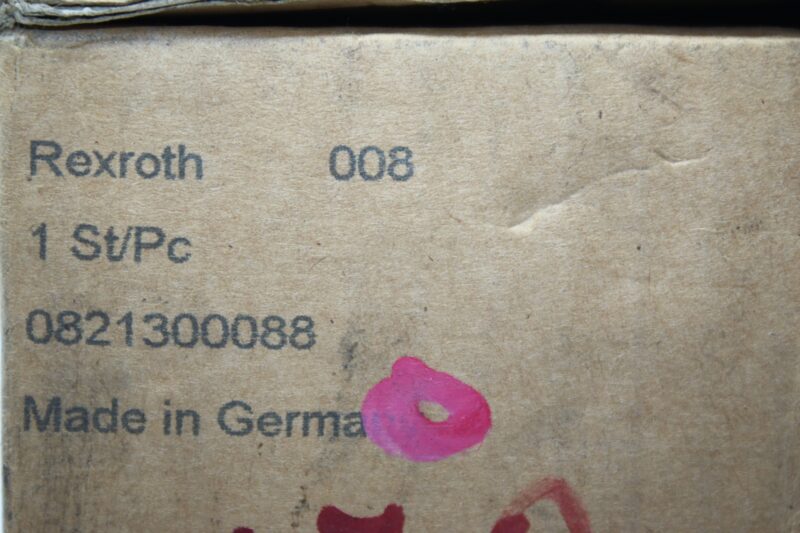 Rexroth 008
1 St/Pc
0821300088
Made in Germa